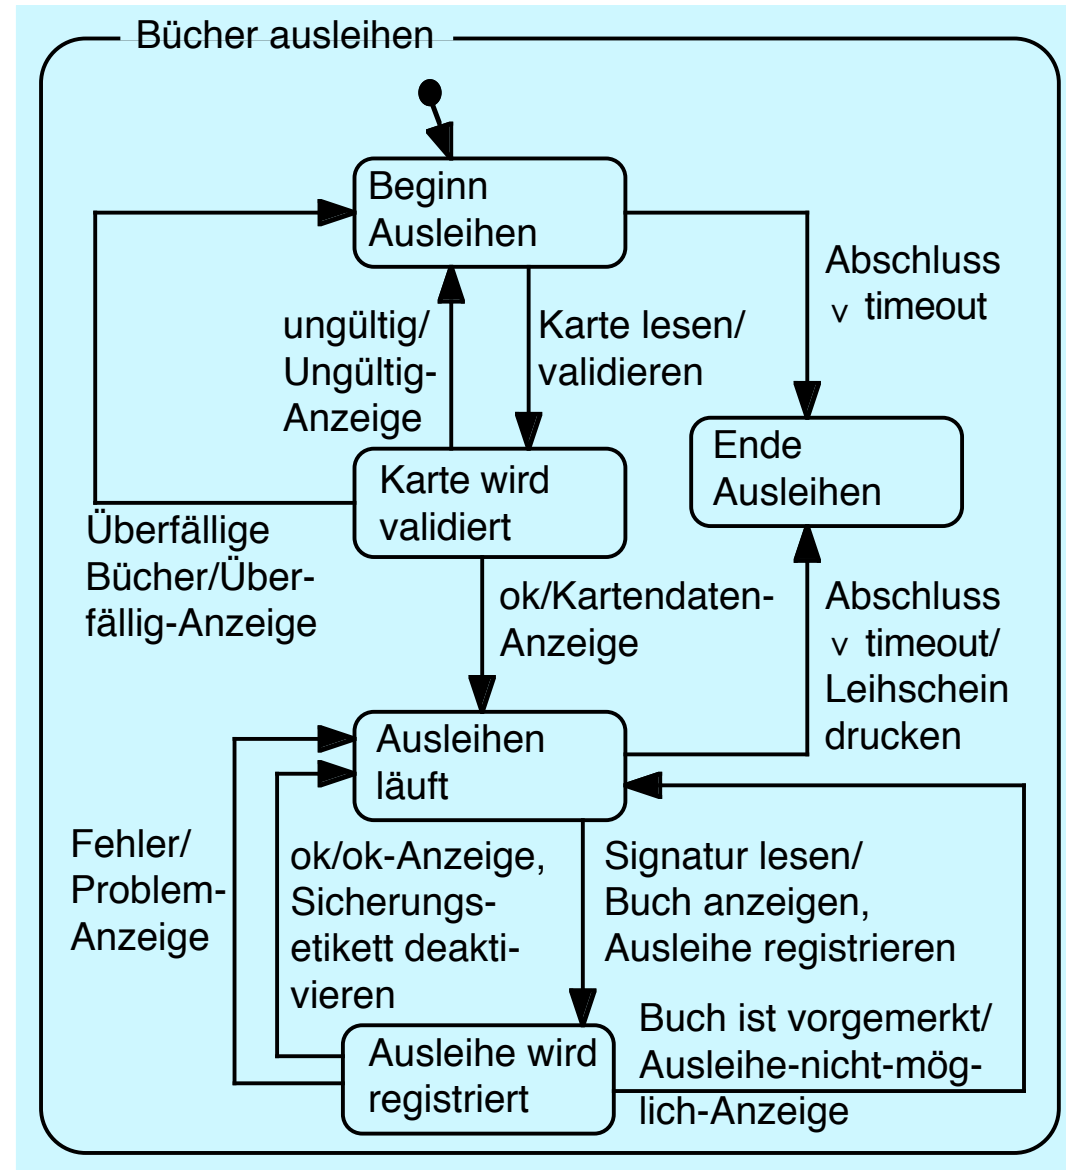 Bücher ausleihen
Beginn
Ausleihen
Abschluss
v timeout
ungültig/
Ungültig-
Anzeige
Karte lesen/
validieren
Ende
Ausleihen
Karte wird
validiert
Überfällige
Bücher/Über-
fällig-Anzeige
ok/Kartendaten-
Anzeige
Abschluss
v timeout/
Leihschein
drucken
Ausleihen
läuft
Fehler/
Problem-
Anzeige
ok/ok-Anzeige,
Sicherungs-
etikett deakti-
vieren
Signatur lesen/
Buch anzeigen,
Ausleihe registrieren
Buch ist vorgemerkt/
Ausleihe-nicht-mög-
lich-Anzeige
Ausleihe wird
registriert